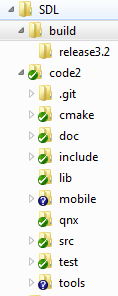 SDL
build
release3.2
code2
.git
cmake
doc
include
lib
mobile
qnx
src
test
tools